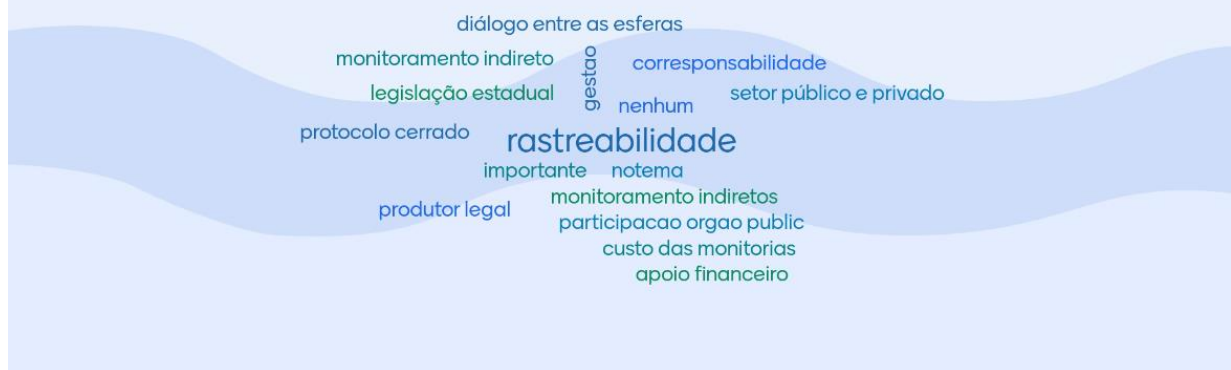 diálogo entre as esferas
monitoramento indireto
gestao
corresponsabilidade
legislação estadual
nenhum
setor público e privado
protocolo cerrado
rastreabilidade
importante
notema
produtor legal
monitoramento indiretos
participacao orgao public
custo das monitorias
apoio financeiro